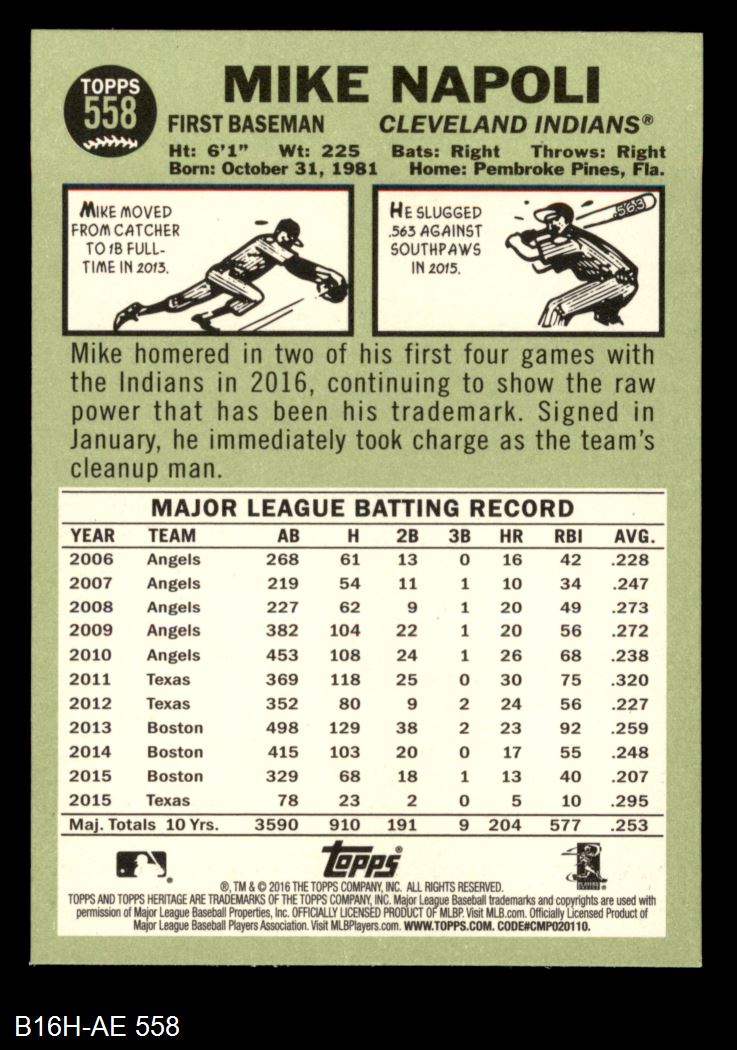 TOPPS
558
MIKE NAPOLI
FIRST BASEMAN CLEVELAND INDIANS®
Ht: 6'1" Wt: 225 Bats: Right Throws: Right
Born: October 31, 1981 Home: Pembroke Pines, Fla.
MIKE MOVED
FROM CATCHER
TO 1B FULL-
TIME IN 2013.
HE SLUGGED
.563 AGAINST
SOUTHPAWS
IN 2015.
.563
Mike homered in two of his first four games with
the Indians in 2016, continuing to show the raw
power that has been his trademark. Signed in
January, he immediately took charge as the team's
cleanup man.
MAJOR LEAGUE BATTING RECORD
YEAR TEAM AB H 2B 3B HR RBI AVG.
2006 Angels 268 61 13 0 16 42 .228
2007 Angels 219 54 11 1 10 34 .247
2008 Angels 227 62 9 1 20 49 .273
2009 Angels 382 104 22 1 20 56 .272
2010 Angels 453 108 24 1 26 68 .238
2011 Texas 369 118 25 0 30 75 .320
2012 Texas 352 80 9 2 24 56 .227
2013 Boston 498 129 38 2 23 92 .259
2014 Boston 415 103 20 0 17 55 .248
2015 Boston 329 68 18 1 13 40 .207
2015 Texas 78 23 2 0 5 10 .295
Maj. Totals 10 Yrs. 3590 910 191 9 204 577 .253
topps®
®, TM & © 2016 THE TOPPS COMPANY, INC. ALL RIGHTS RESERVED.
TOPPS AND TOPPS HERITAGE ARE TRADEMARKS OF THE TOPPS COMPANY, INC. Major League Baseball trademarks and copyrights are used with
permission of Major League Baseball Properties, Inc. OFFICIALLY LICENSED PRODUCT OF MLBP. Visit MLB.com. Officially Licensed Product of
Major League Baseball Players Association. Visit MLBPlayers.com. WWW.TOPPS.COM. CODE#CMP020110.
B16H-AE 558